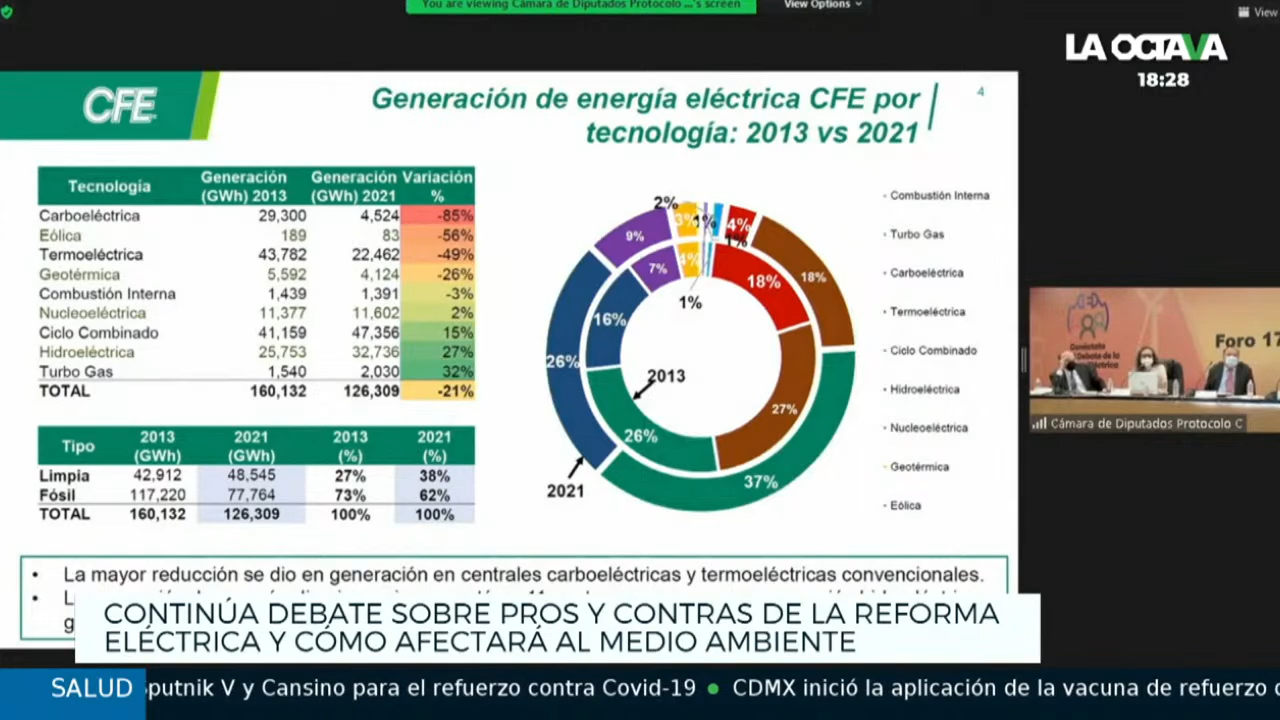 You are viewing Cámara de Diputados Protocolo ...'s screen
View Options
View
LA OCTAVA
18:28
CFE
Generación de energía eléctrica CFE por
tecnología: 2013 vs 2021
4
Tecnología Generación (GWh) 2013 Generación (GWh) 2021 Variación %
Carboeléctrica 29,300 4,524 -85%
Eólica 189 83 -56%
Termoeléctrica 43,782 22,462 -49%
Geotérmica 5,592 4,124 -26%
Combustión Interna 1,439 1,391 -3%
Nucleoeléctrica 11,377 11,602 2%
Ciclo Combinado 41,159 47,356 15%
Hidroeléctrica 25,753 32,736 27%
Turbo Gas 1,540 2,030 32%
TOTAL 160,132 126,309 -21%
Tipo 2013 (GWh) 2021 (GWh) 2013 (%) 2021 (%)
Limpia 42,912 48,545 27% 38%
Fósil 117,220 77,764 73% 62%
TOTAL 160,132 126,309 100% 100%
2%
3%
1%
4%
1%
9%
18%
7%
4%
18%
1%
16%
26%
2013
27%
26%
37%
2021
Combustión Interna
Turbo Gas
Carboeléctrica
Termoeléctrica
Ciclo Combinado
Hidroeléctrica
Nucleoeléctrica
Geotérmica
Eólica
Foro 17
Cámara de Diputados Protocolo C
• La mayor reducción se dio en generación en centrales carboeléctricas y termoeléctricas convencionales.
CONTINÚA DEBATE SOBRE PROS Y CONTRAS DE LA REFORMA
ELÉCTRICA Y CÓMO AFECTARÁ AL MEDIO AMBIENTE
SALUD Sputnik V y Cansino para el refuerzo contra Covid-19 • CDMX inició la aplicación de la vacuna de refuerzo